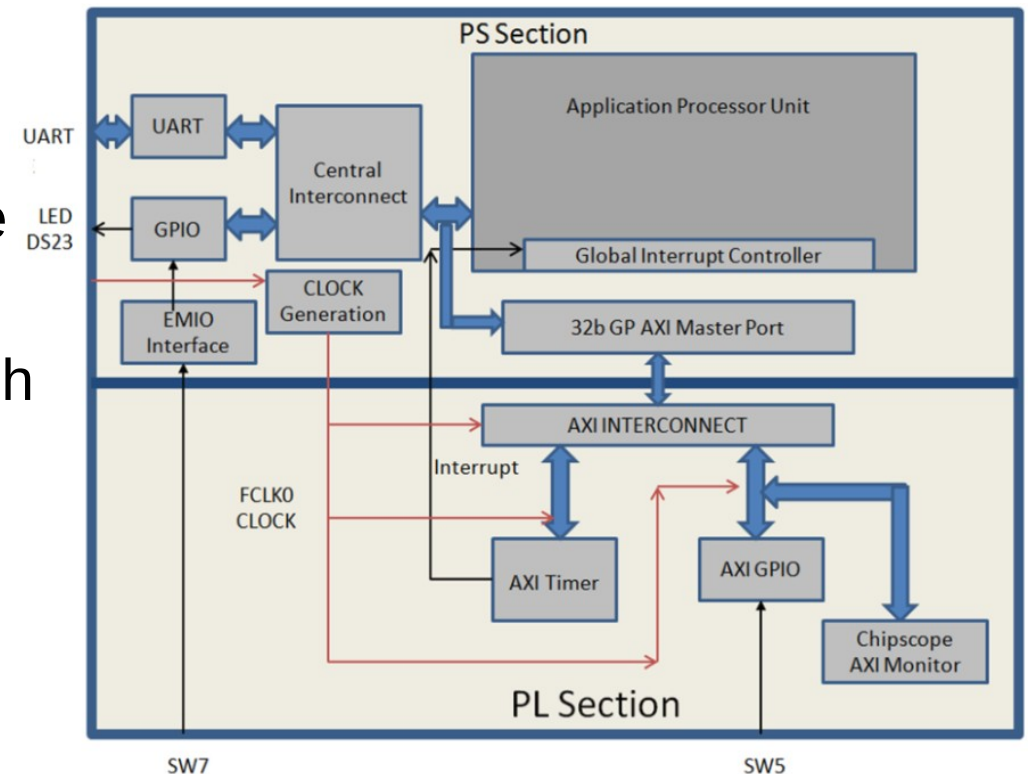 PS Section
Application Processor Unit
UART
UART
Central
Interconnect
e
LED
DS23
GPIO
Global Interrupt Controller
CLOCK
Generation
EMIO
Interface
32b GP AXI Master Port
h
AXI INTERCONNECT
Interrupt
FCLK0
CLOCK
AXI Timer
AXI GPIO
Chipscope
AXI Monitor
PL Section
SW7
SW5